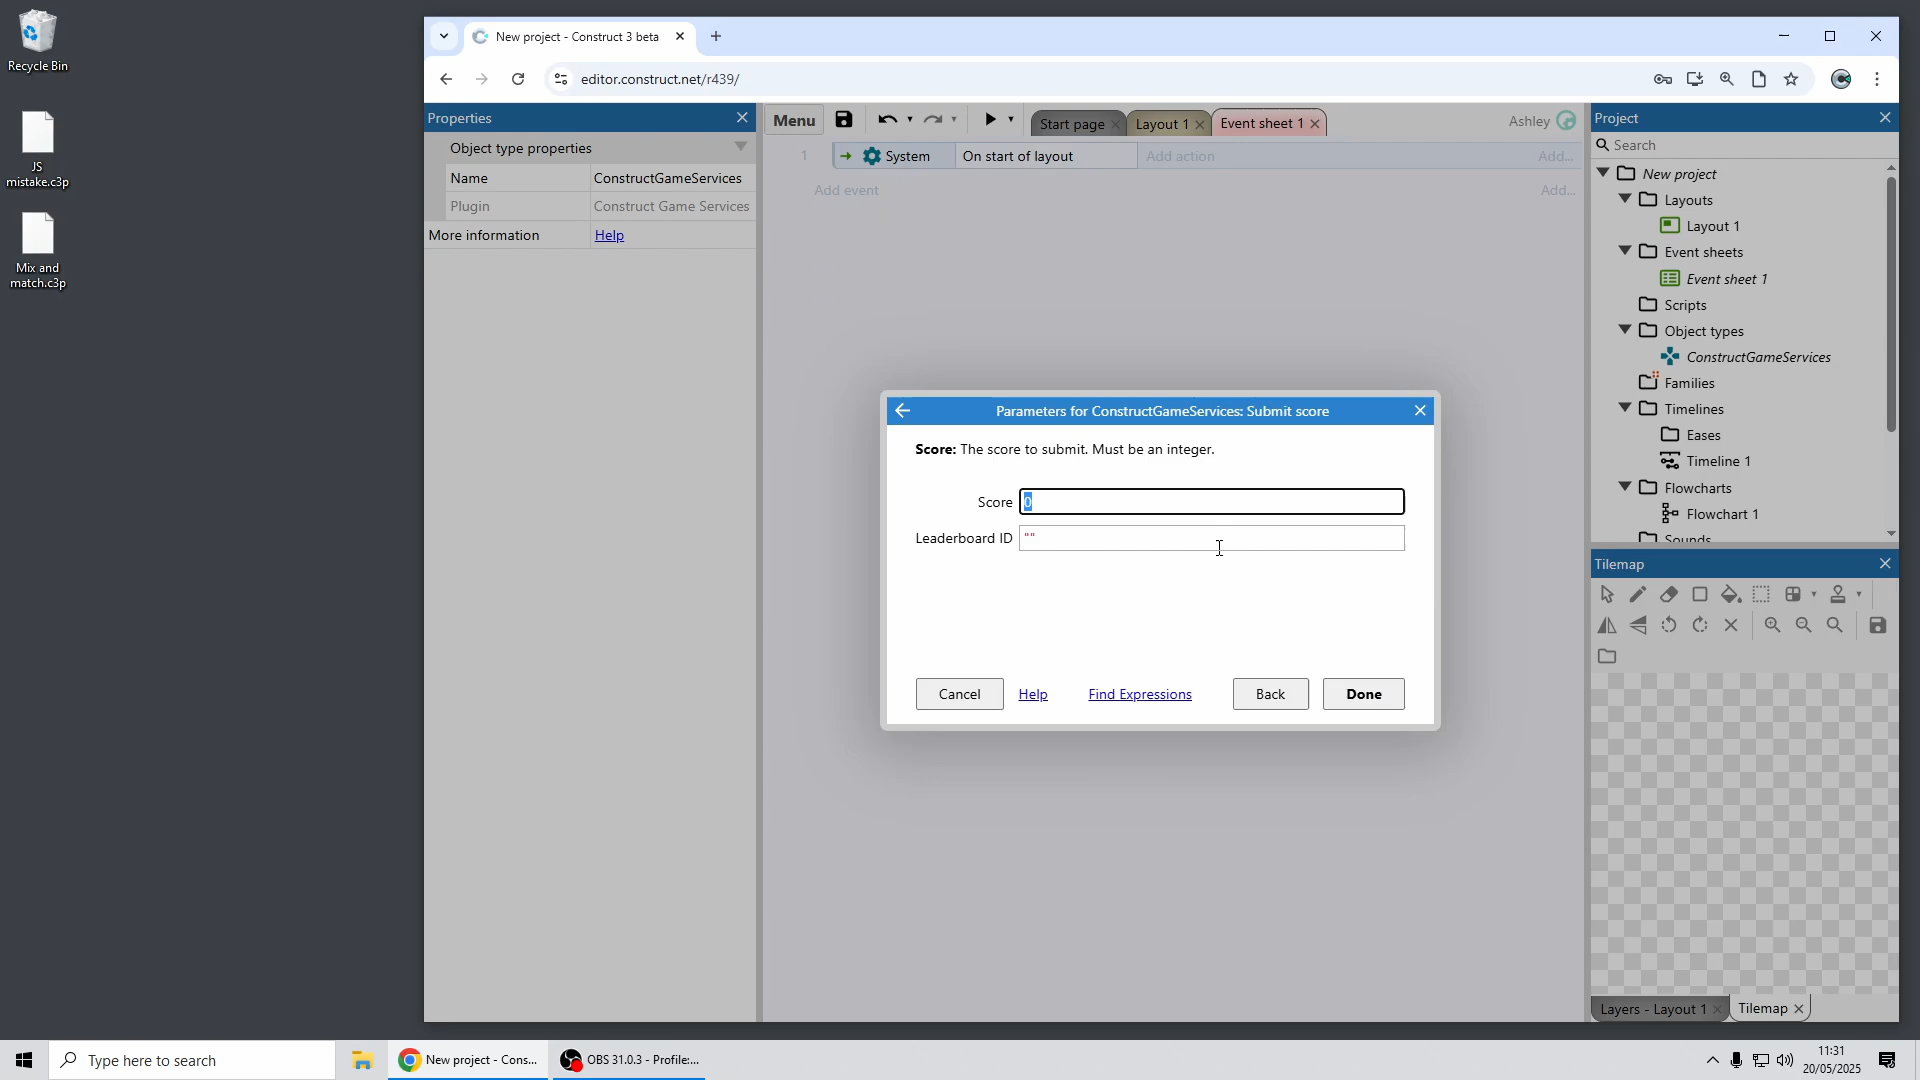 Recycle Bin
JS
mistake.c3p
Mix and
match.c3p
New project - Construct 3 beta
editor.construct.net/r439/
Properties
Object type properties
Name ConstructGameServices
Plugin Construct Game Services
More information Help
Menu
Start page
Layout 1
Event sheet 1
Ashley
1 System On start of layout Add action Add...
Add event Add...
Parameters for ConstructGameServices: Submit score
Score: The score to submit. Must be an integer.
Score 0
Leaderboard ID ""
Cancel Help Find Expressions Back Done
Project
Search
New project
Layouts
Layout 1
Event sheets
Event sheet 1
Scripts
Object types
ConstructGameServices
Families
Timelines
Eases
Timeline 1
Flowcharts
Flowchart 1
Sounds
Tilemap
Layers - Layout 1
Tilemap
Type here to search
New project - Cons...
OBS 31.0.3 - Profile:...
11:31
20/05/2025